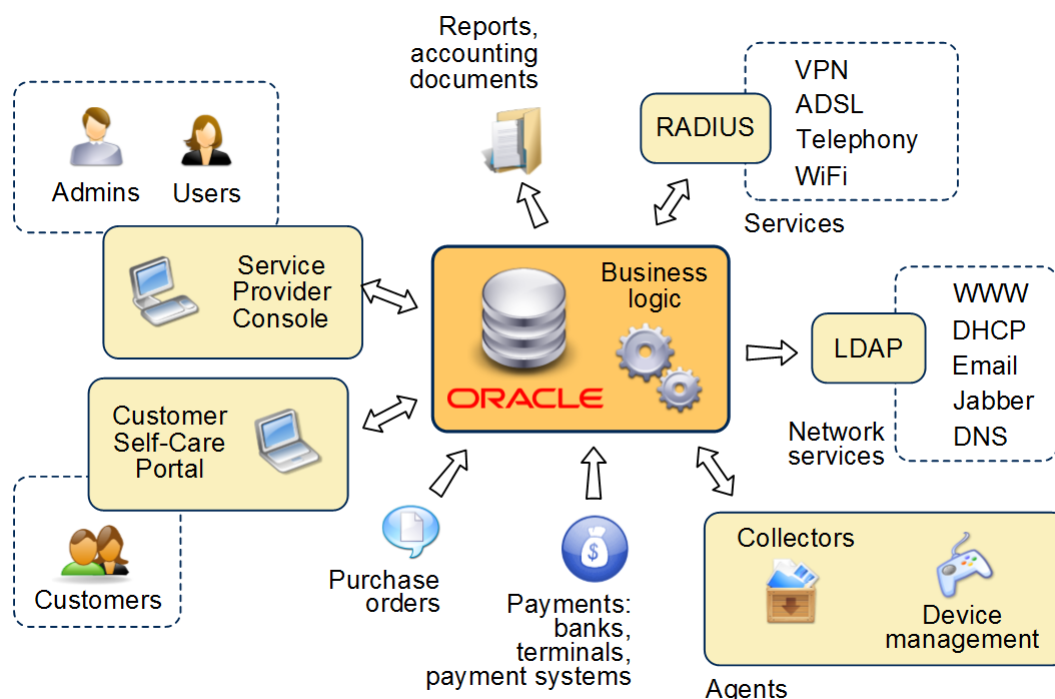 Reports,
accounting
documents
RADIUS
VPN
ADSL
Telephony
WiFi
Services
Admins
Users
Service
Provider
Console
Business
logic
ORACLE
LDAP
WWW
DHCP
Email
Jabber
DNS
Network
services
Customer
Self-Care
Portal
Customers
Purchase
orders
$
Payments:
banks,
terminals,
payment systems
Collectors
Device
management
Agents